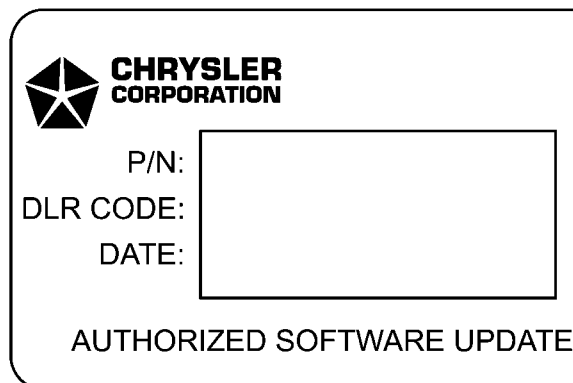 CHRYSLER
CORPORATION
P/N:
DLR CODE:
DATE:
AUTHORIZED SOFTWARE UPDATE